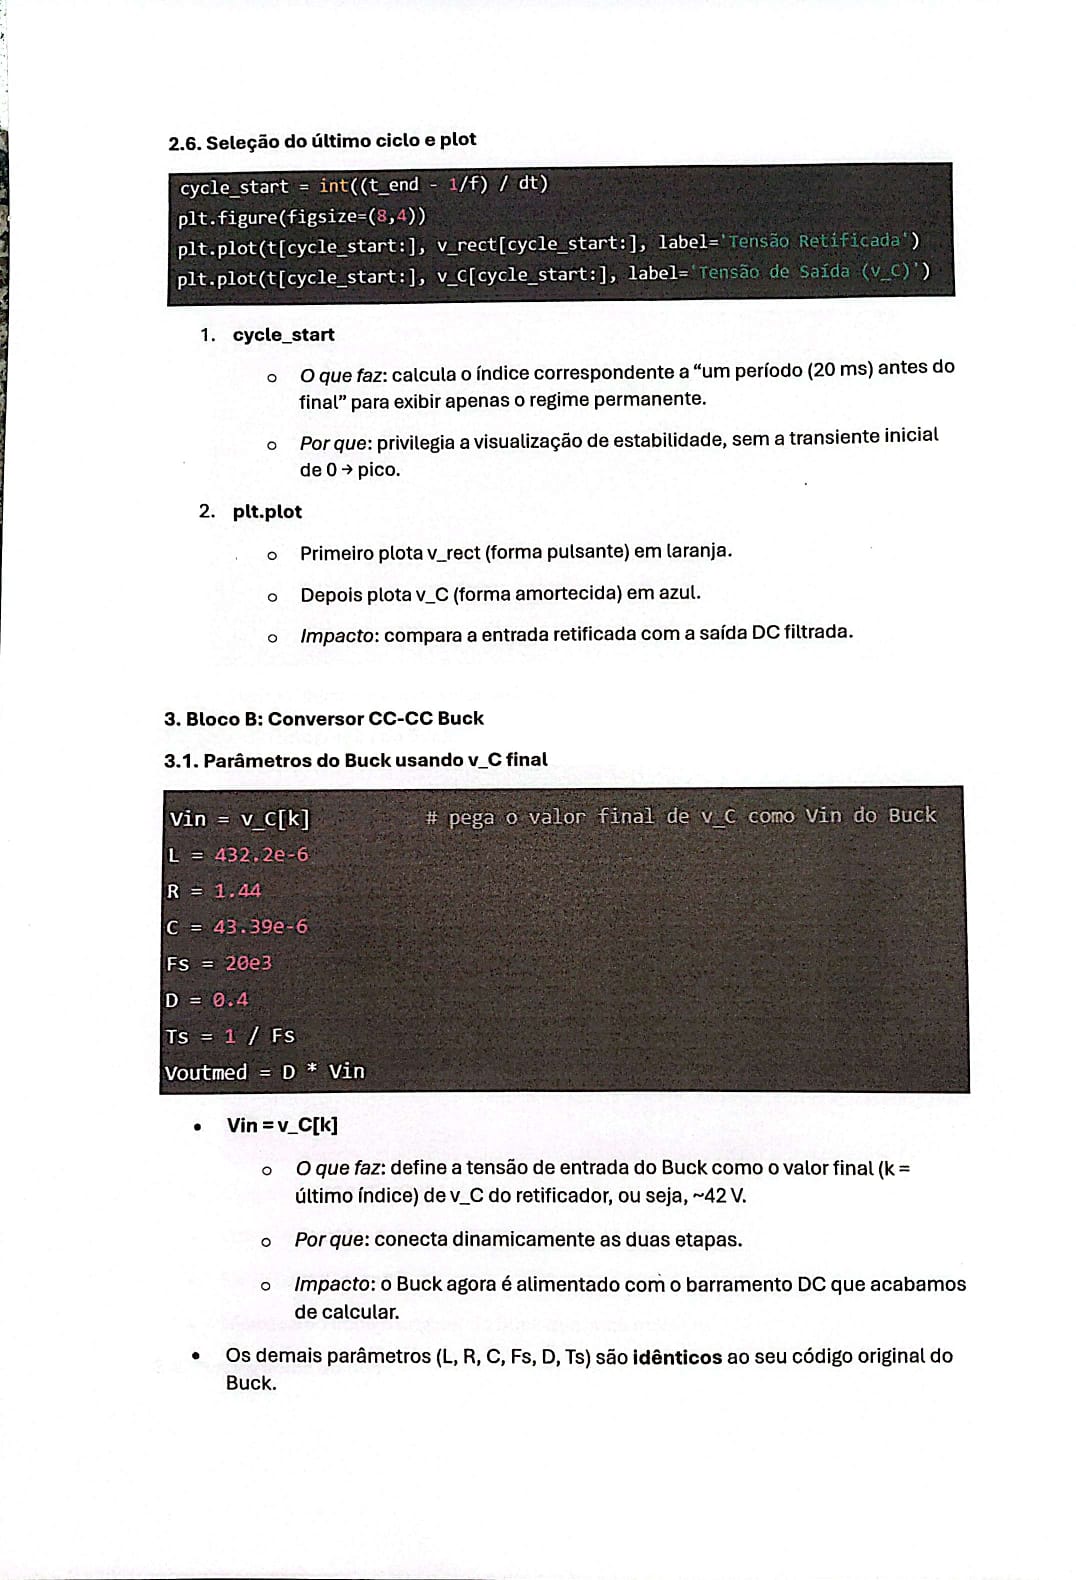 2.6. Seleção do último ciclo e plot
cycle_start = int((t_end - 1/f) / dt)
plt.figure(figsize=(8,4))
plt.plot(t[cycle_start:], v_rect[cycle_start:], label='Tensão Retificada')
plt.plot(t[cycle_start:], v_C[cycle_start:], label='Tensão de Saída (v_C)')
1. cycle_start
o O que faz: calcula o índice correspondente a “um período (20 ms) antes do
final” para exibir apenas o regime permanente.
o Por que: privilegia a visualização de estabilidade, sem a transiente inicial
de 0 → pico.
2. plt.plot
o Primeiro plota v_rect (forma pulsante) em laranja.
o Depois plota v_C (forma amortecida) em azul.
o Impacto: compara a entrada retificada com a saída DC filtrada.
3. Bloco B: Conversor CC-CC Buck
3.1. Parâmetros do Buck usando v_C final
Vin = v_C[k] # pega o valor final de v_C como Vin do Buck
L = 432.2e-6
R = 1.44
C = 43.39e-6
Fs = 20e3
D = 0.4
Ts = 1 / Fs
Voutmed = D * Vin
• Vin = v_C[k]
o O que faz: define a tensão de entrada do Buck como o valor final (k =
último índice) de v_C do retificador, ou seja, ~42 V.
o Por que: conecta dinamicamente as duas etapas.
o Impacto: o Buck agora é alimentado com o barramento DC que acabamos
de calcular.
• Os demais parâmetros (L, R, C, Fs, D, Ts) são idênticos ao seu código original do
Buck.